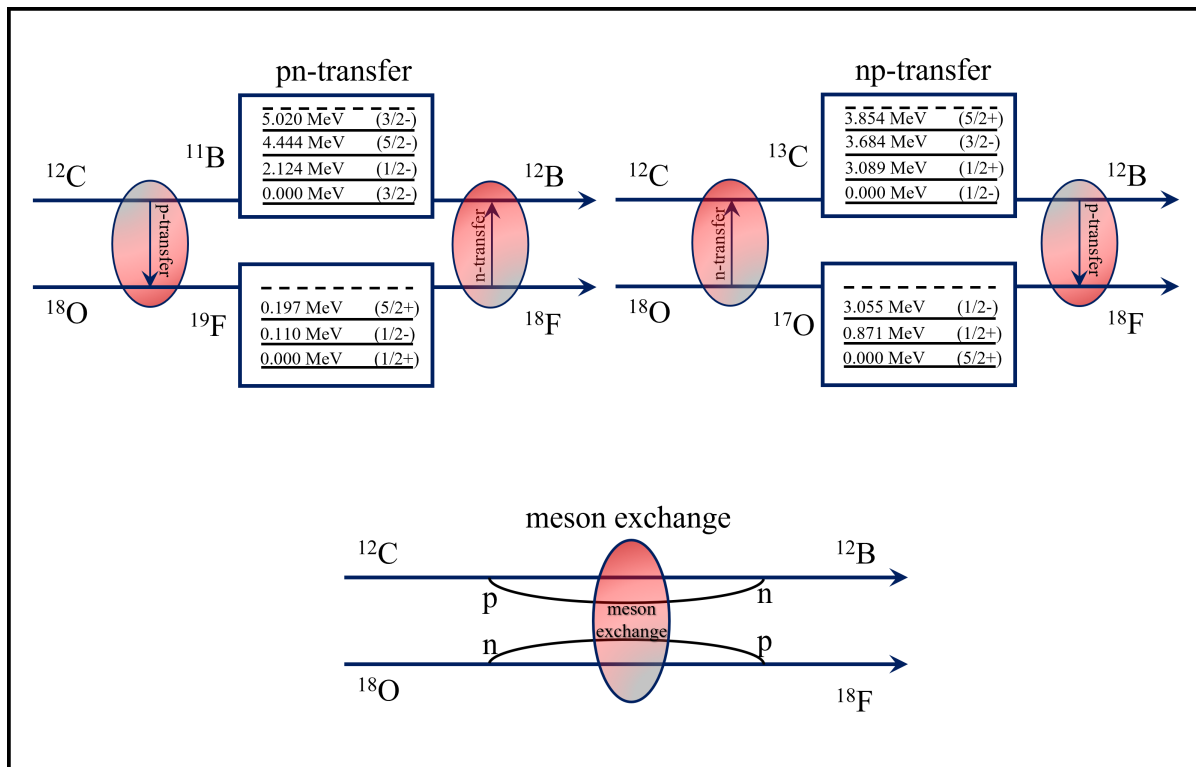 pn-transfer
5.020 MeV (3/2-)
4.444 MeV (5/2-)
2.124 MeV (1/2-)
0.000 MeV (3/2-)
¹²C
¹¹B
¹²B
p-transfer
n-transfer
¹⁸O
¹⁹F
¹⁸F
0.197 MeV (5/2+)
0.110 MeV (1/2-)
0.000 MeV (1/2+)
np-transfer
3.854 MeV (5/2+)
3.684 MeV (3/2-)
3.089 MeV (1/2+)
0.000 MeV (1/2-)
¹²C
¹³C
¹²B
n-transfer
p-transfer
¹⁸O
¹⁷O
¹⁸F
3.055 MeV (1/2-)
0.871 MeV (1/2+)
0.000 MeV (5/2+)
meson exchange
¹²C
¹²B
p
n
meson
exchange
n
p
¹⁸O
¹⁸F